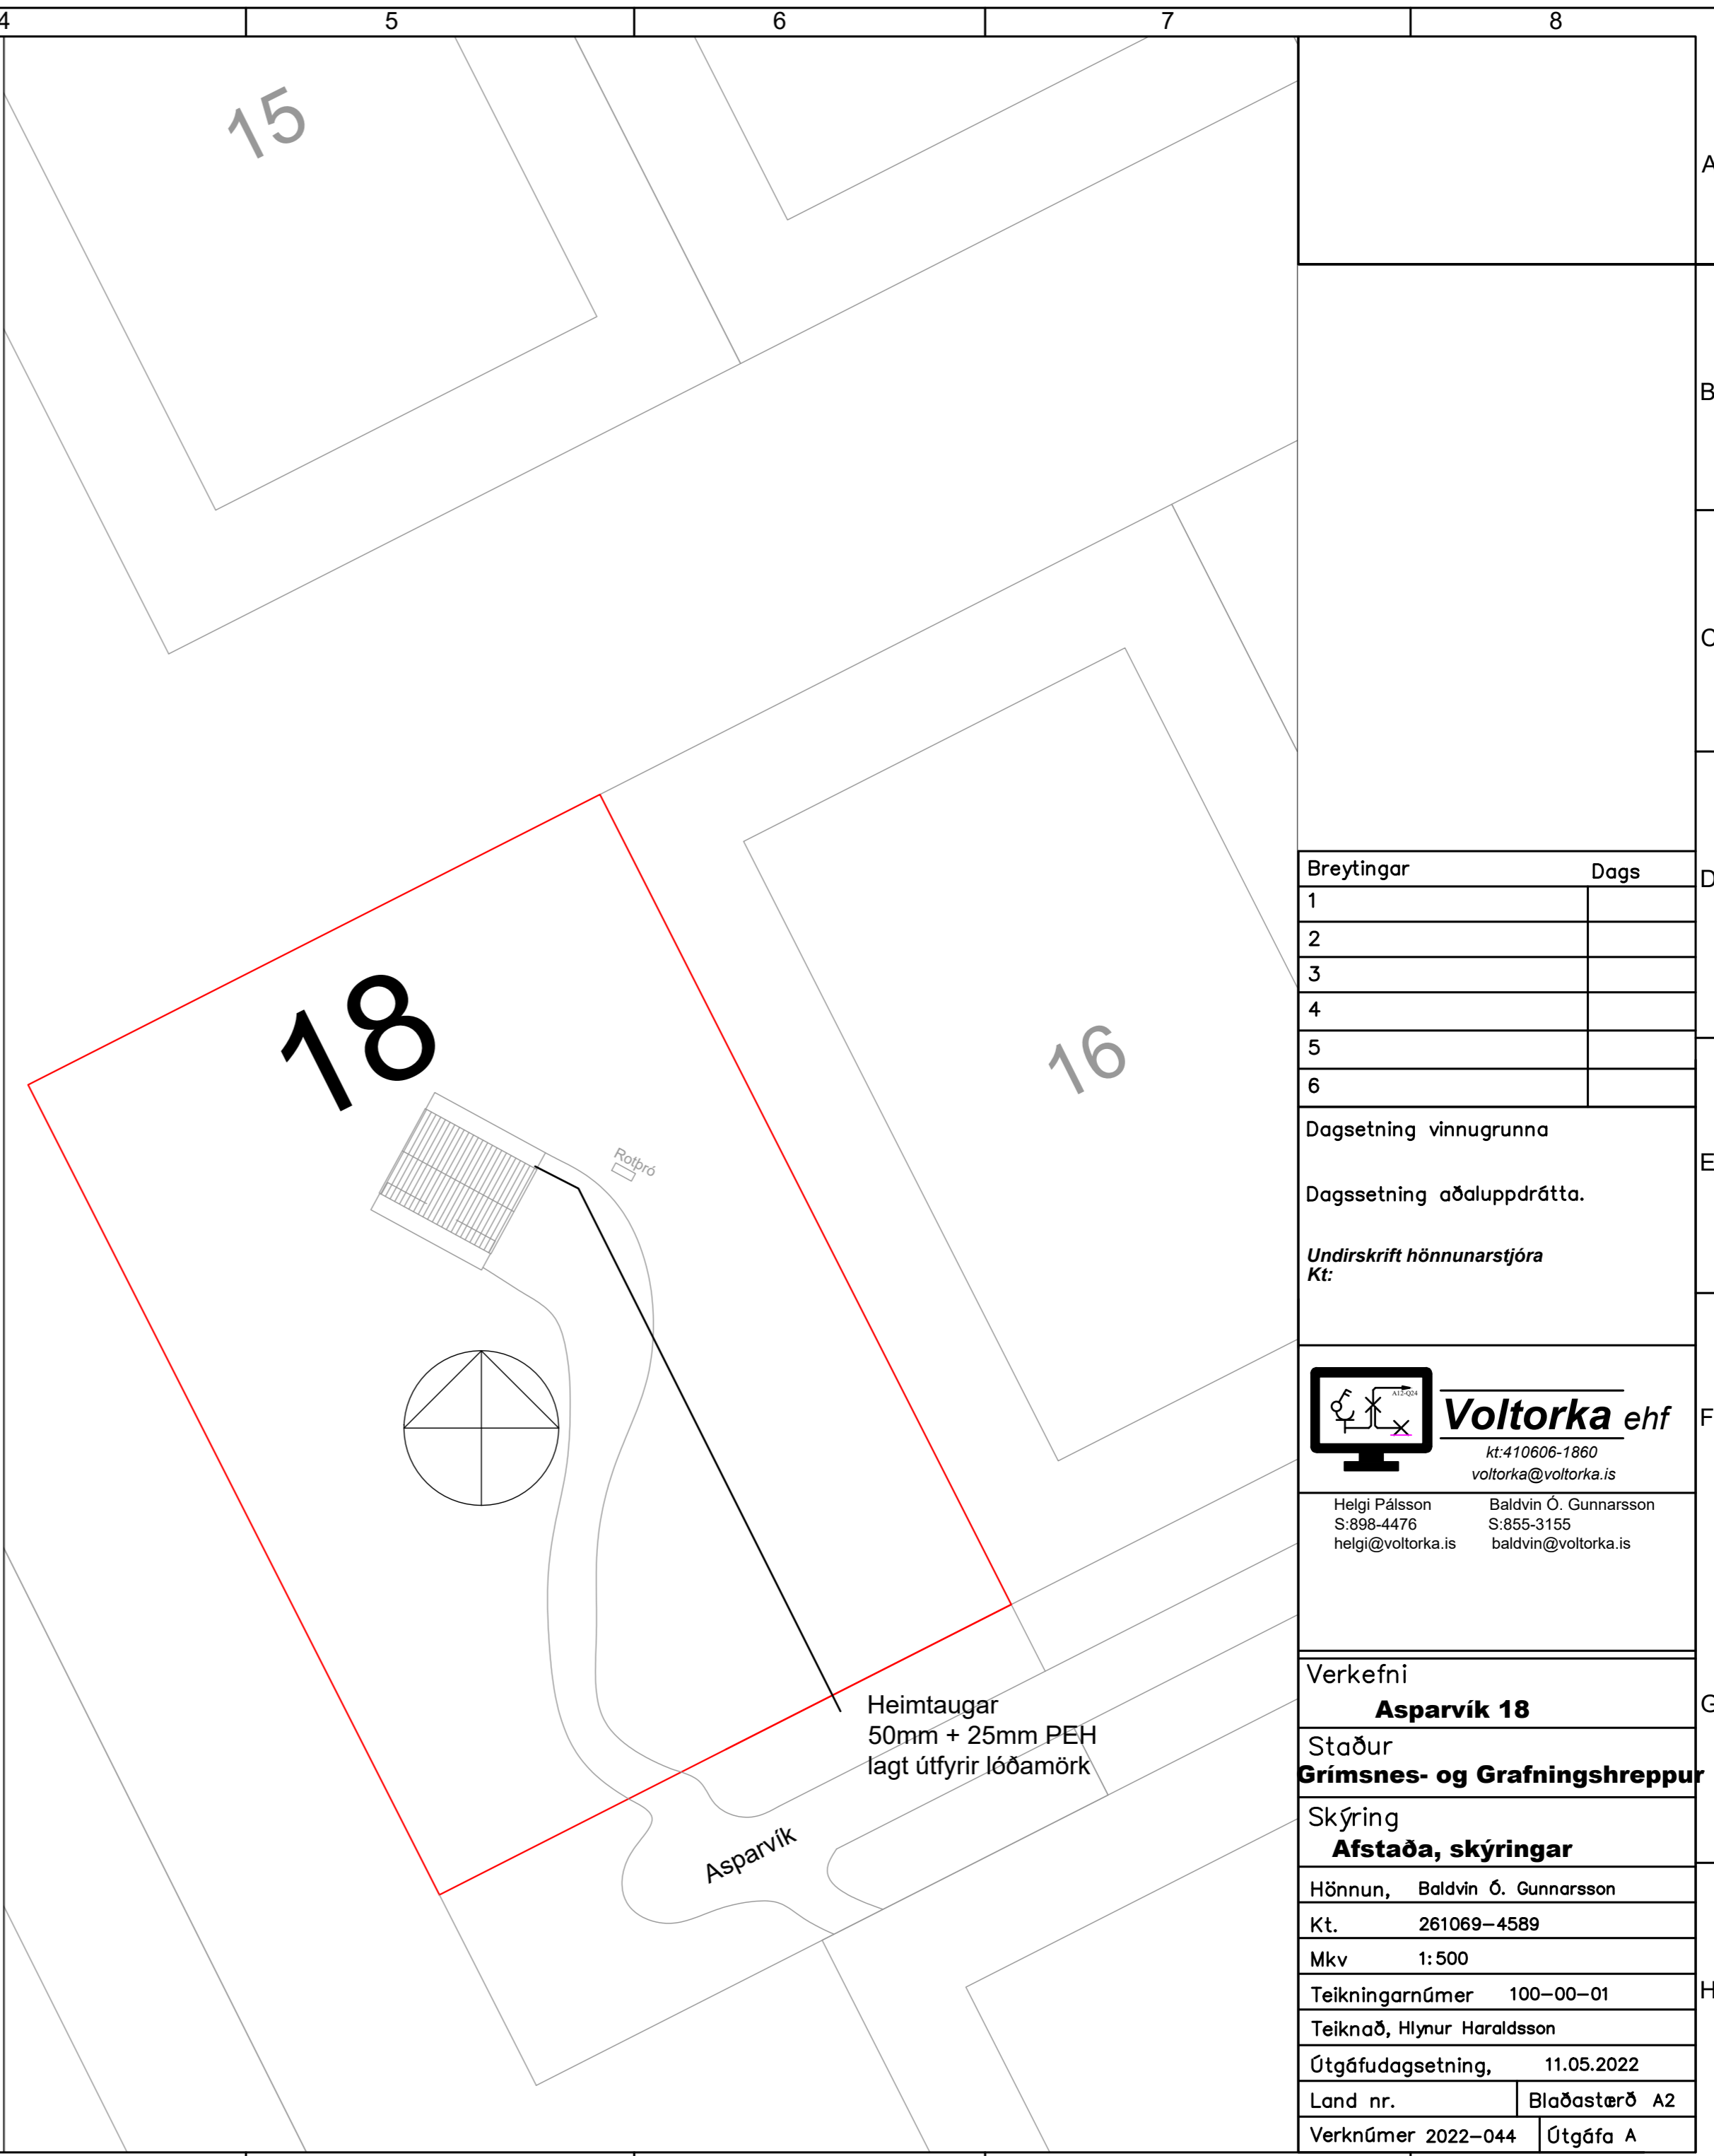 4
5
6
7
8
A
B
C
D
E
F
G
H
15
18
16
Rotþró
Heimtaugar
50mm + 25mm PEH
lagt útfyrir lóðamörk
Asparvík
Breytingar Dags
1
2
3
4
5
6
Dagsetning vinnugrunna
Dagssetning aðaluppdrátta.
Undirskrift hönnunarstjóra
Kt:
A12-Q24
Voltorka ehf
kt:410606-1860
voltorka@voltorka.is
Helgi Pálsson Baldvin Ó. Gunnarsson
S:898-4476 S:855-3155
helgi@voltorka.is baldvin@voltorka.is
Verkefni
Asparvík 18
Staður
Grímsnes- og Grafningshreppur
Skýring
Afstaða, skýringar
Hönnun, Baldvin Ó. Gunnarsson
Kt. 261069-4589
Mkv 1:500
Teikningarnúmer 100-00-01
Teiknað, Hlynur Haraldsson
Útgáfudagsetning, 11.05.2022
Land nr. Blaðastærð A2
Verknúmer 2022-044 Útgáfa A